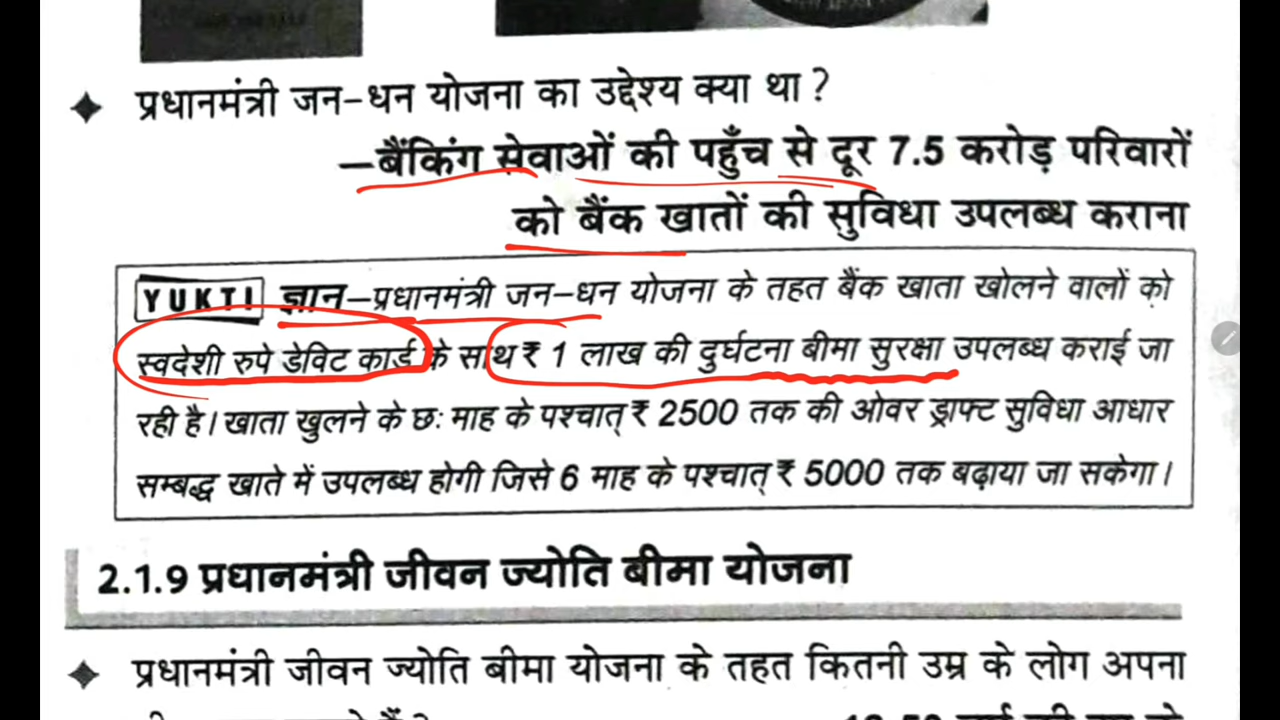 प्रधानमंत्री जन-धन योजना का उद्देश्य क्या था ?
–बैंकिंग सेवाओं की पहुँच से दूर 7.5 करोड़ परिवारों
को बैंक खातों की सुविधा उपलब्ध कराना
YUKTI ज्ञान–प्रधानमंत्री जन-धन योजना के तहत बैंक खाता खोलने वालों को
स्वदेशी रुपे डेविट कार्ड के साथ ₹ 1 लाख की दुर्घटना बीमा सुरक्षा उपलब्ध कराई जा
रही है। खाता खुलने के छः माह के पश्चात् ₹ 2500 तक की ओवर ड्राफ्ट सुविधा आधार
सम्बद्ध खाते में उपलब्ध होगी जिसे 6 माह के पश्चात् ₹ 5000 तक बढ़ाया जा सकेगा।
2.1.9 प्रधानमंत्री जीवन ज्योति बीमा योजना
प्रधानमंत्री जीवन ज्योति बीमा योजना के तहत कितनी उम्र के लोग अपना